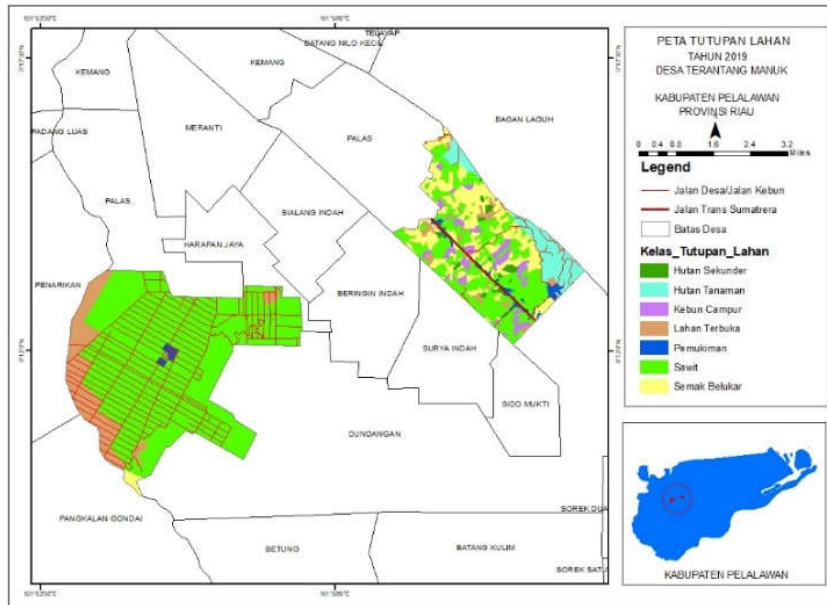 PETA TUTUPAN LAHAN
TAHUN 2019
DESA TERANTANG MANUK
KABUPATEN PELALAWAN
PROVINSI RIAU
0 0.4 0.8 1.6 2.4 3.2
Miles
Legend
Jalan Desa/Jalan Kebun
Jalan Trans Sumatrera
Batas Desa
Kelas_Tutupan_Lahan
Hutan Sekunder
Hutan Tanaman
Kebun Campur
Lahan Terbuka
Pemukiman
Sawit
Semak Belukar
KABUPATEN PELALAWAN
BATANG NILO KECIL
KEMANG
KEMANG
MERANTI
PALAS
BAGAN LAGUH
PADANG LUAS
PALAS
SIALANG INDAH
HARAPAN JAYA
PENARIKAN
BERINGIN INDAH
SURYA INDAH
SIDO MUKTI
DUNDANGAN
PANGKALAN GONDAI
SOREK DUA
BETUNG
BATANG KULIM
SOREK SATU